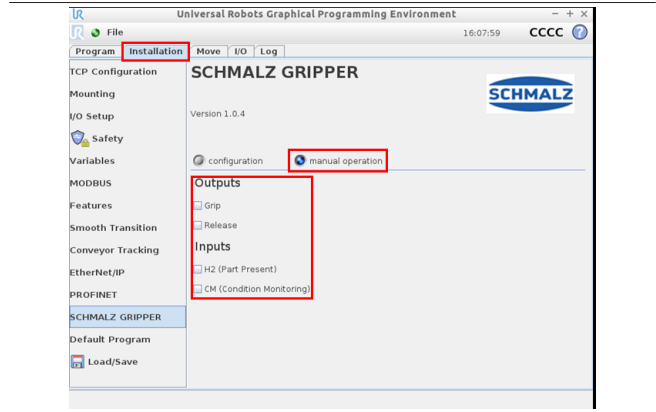 Universal Robots Graphical Programming Environment
File
16:07:59
CCCC
?
Program
Installation
Move
I/O
Log
TCP Configuration
Mounting
I/O Setup
Safety
Variables
MODBUS
Features
Smooth Transition
Conveyor Tracking
EtherNet/IP
PROFINET
SCHMALZ GRIPPER
Default Program
Load/Save
SCHMALZ GRIPPER
SCHMALZ
Version 1.0.4
configuration
manual operation
Outputs
Grip
Release
Inputs
H2 (Part Present)
CM (Condition Monitoring)